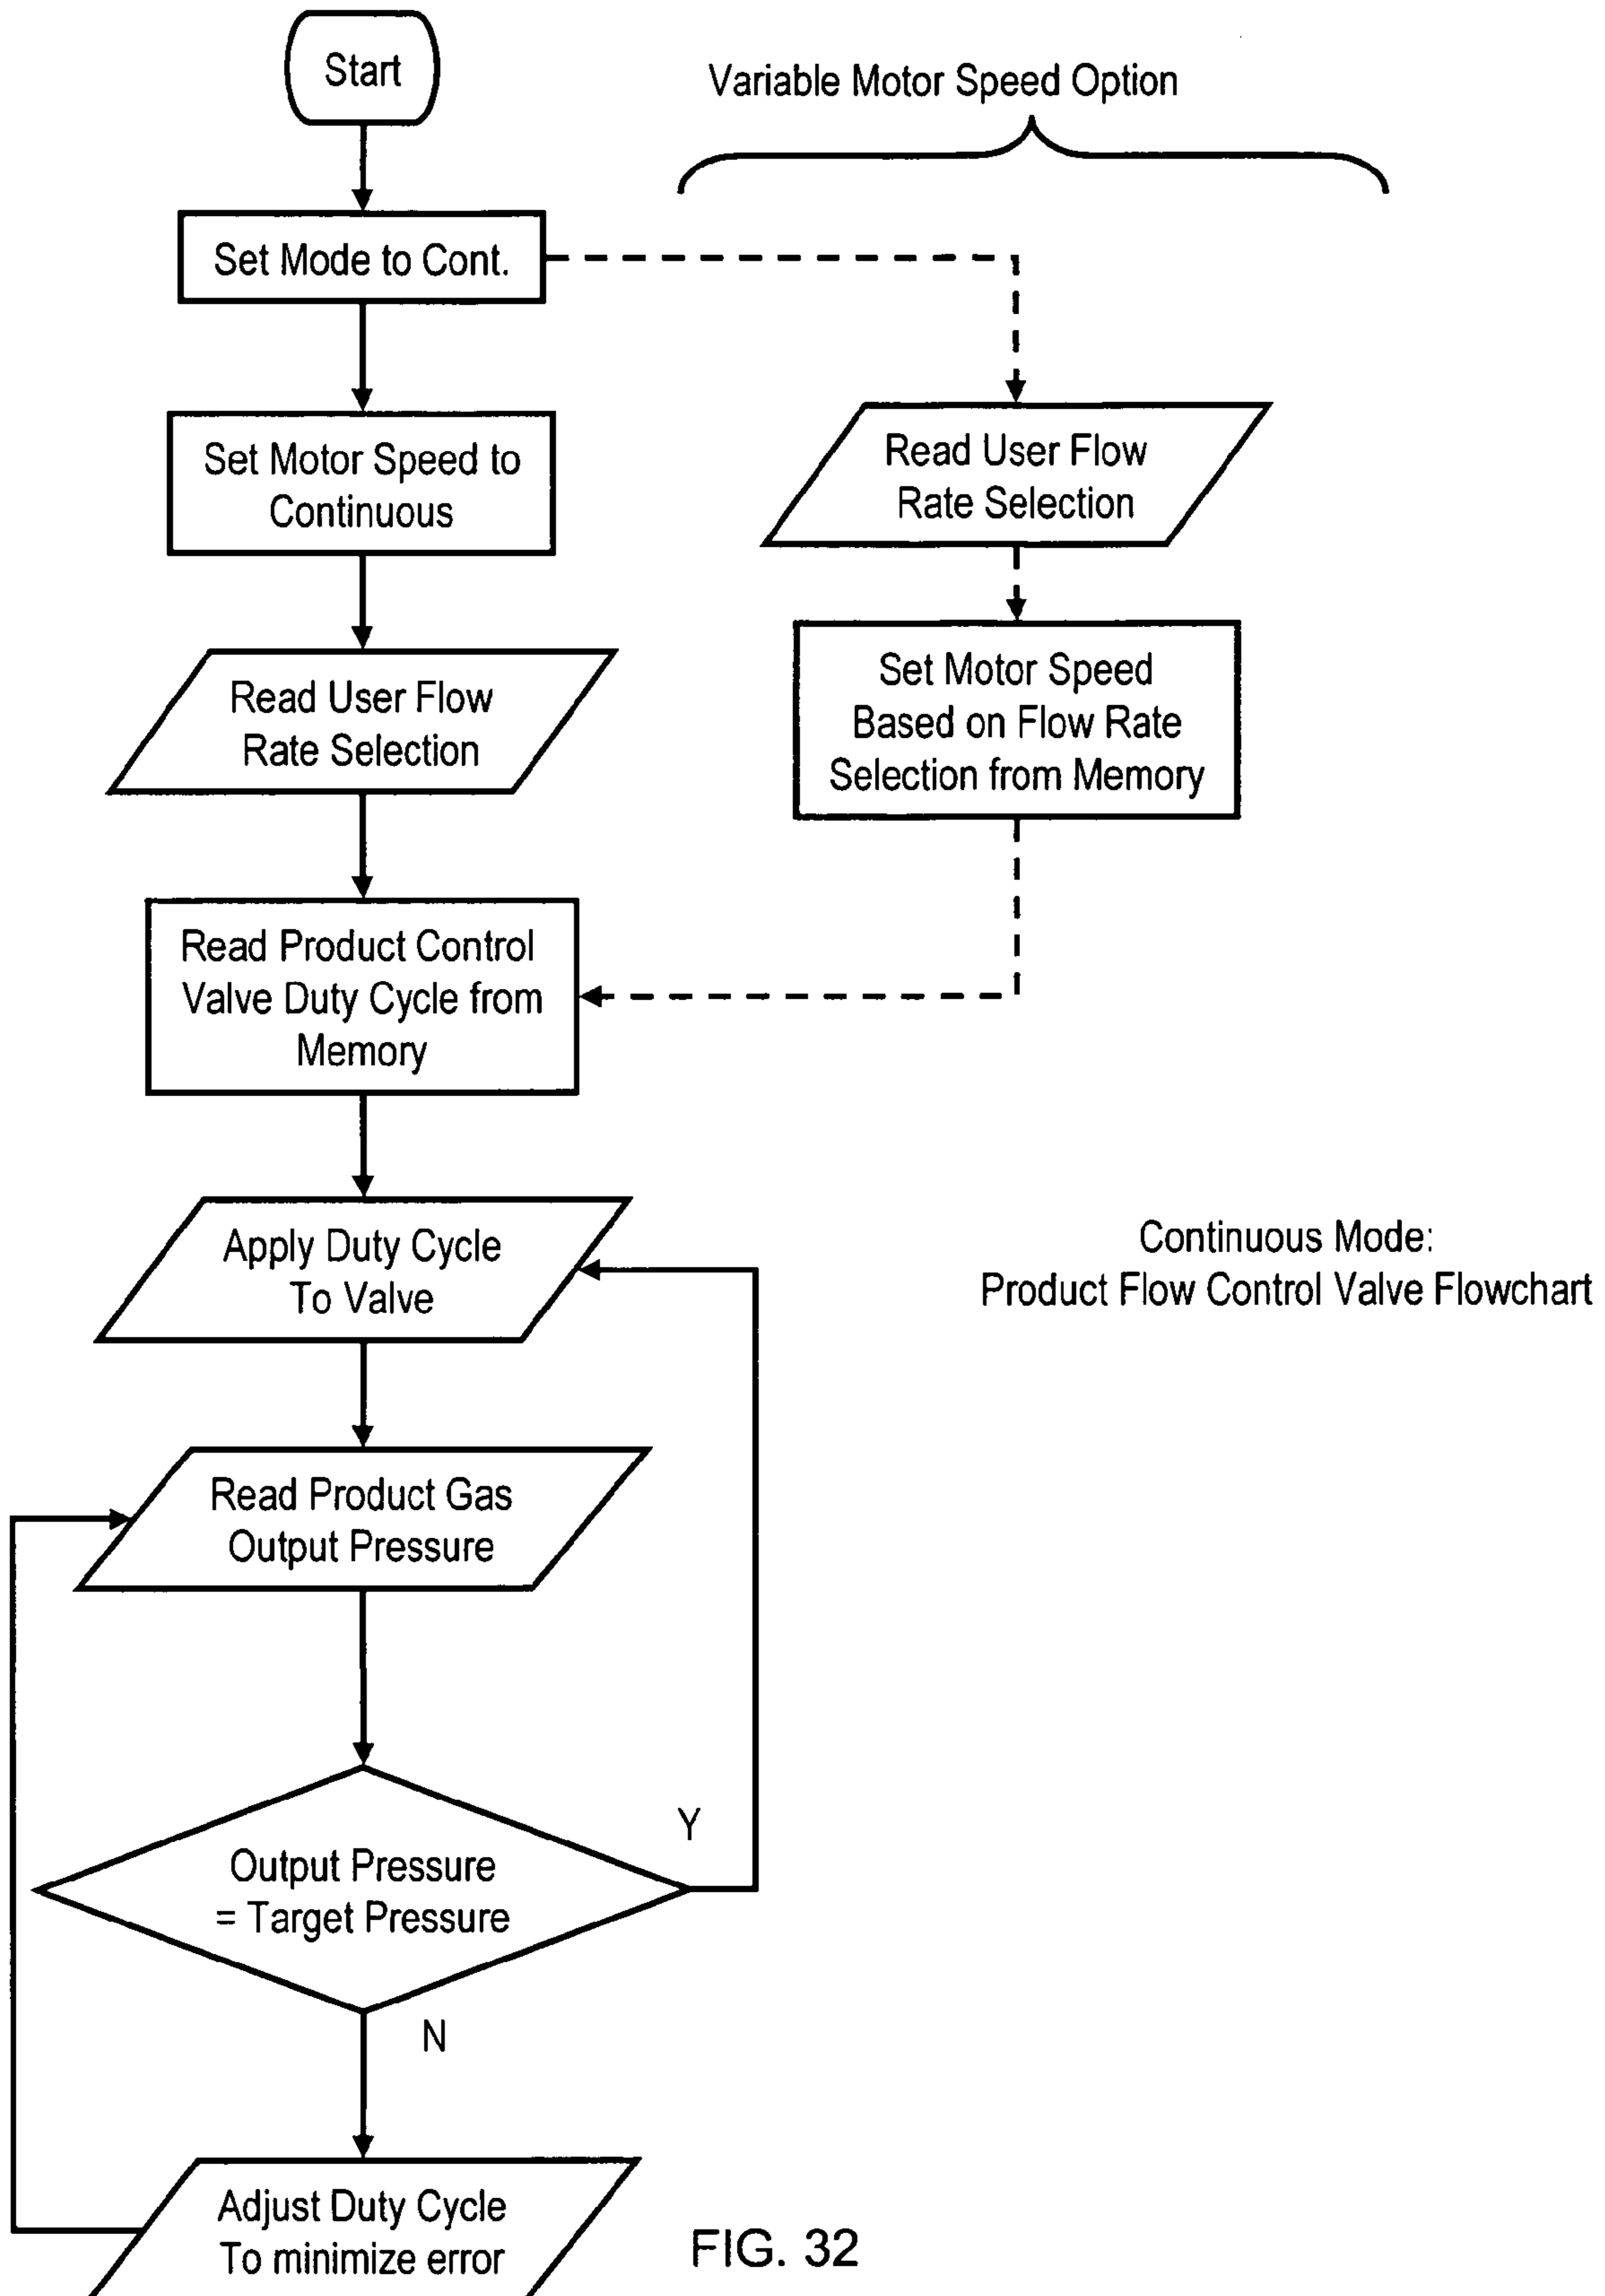 Start
Variable Motor Speed Option
Set Mode to Cont.
Set Motor Speed to
Continuous
Read User Flow
Rate Selection
Read User Flow
Rate Selection
Set Motor Speed
Based on Flow Rate
Selection from Memory
Read Product Control
Valve Duty Cycle from
Memory
Apply Duty Cycle
To Valve
Continuous Mode:
Product Flow Control Valve Flowchart
Read Product Gas
Output Pressure
Y
Output Pressure
= Target Pressure
N
Adjust Duty Cycle
To minimize error
FIG. 32